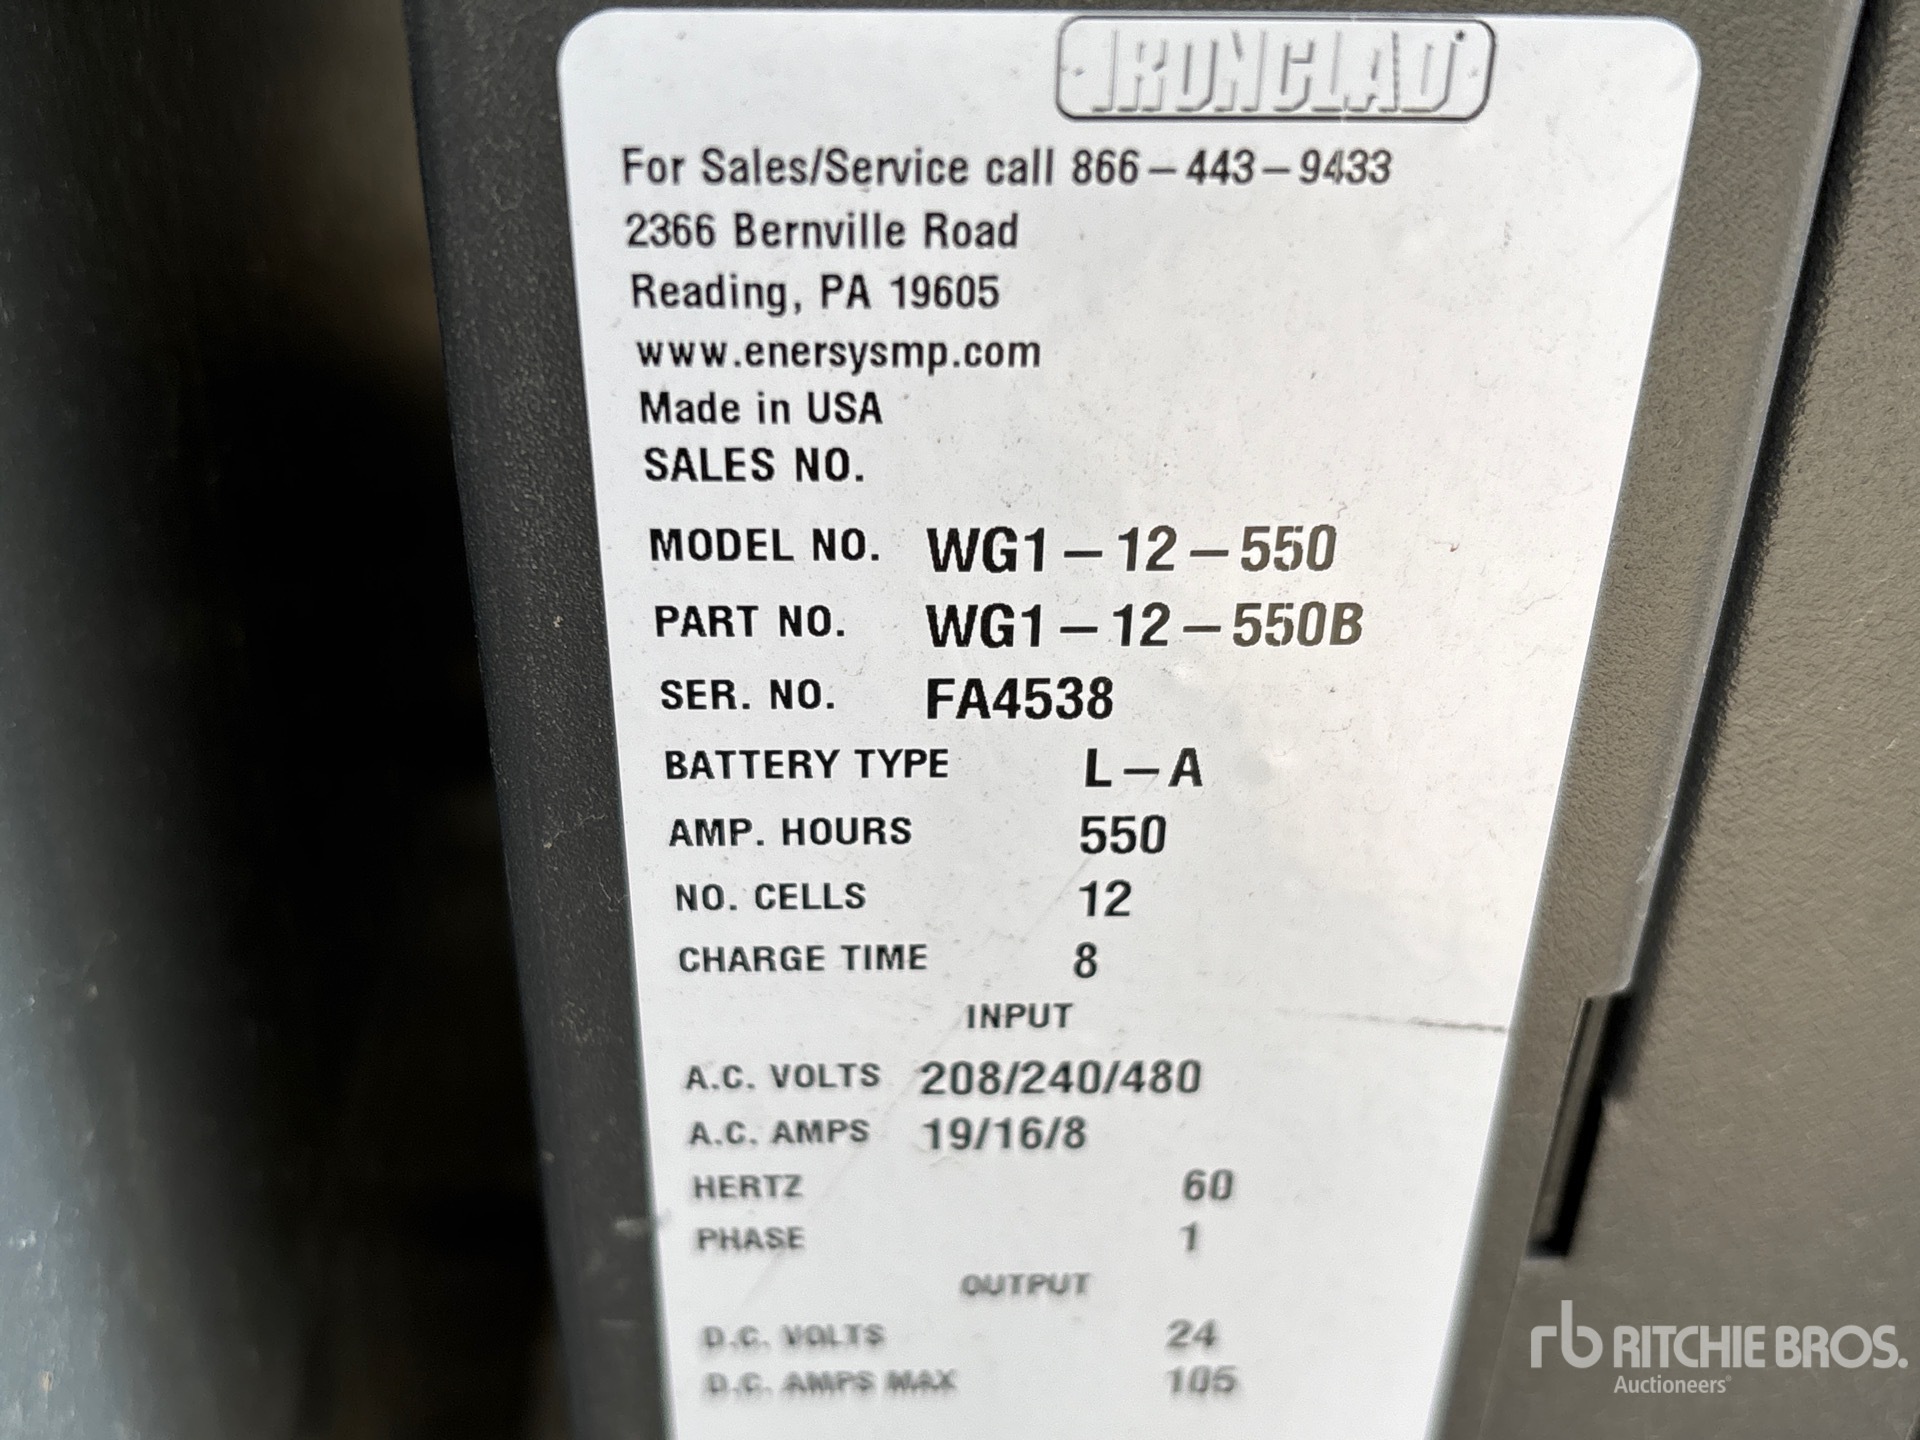 IRONCLAD
For Sales/Service call 866-443-9433
2366 Bernville Road
Reading, PA 19605
www.enersysmp.com
Made in USA
SALES NO.
MODEL NO. WG1-12-550
PART NO. WG1-12-550B
SER. NO. FA4538
BATTERY TYPE L-A
AMP. HOURS 550
NO. CELLS 12
CHARGE TIME 8
INPUT
A.C. VOLTS 208/240/480
A.C. AMPS 19/16/8
HERTZ 60
PHASE 1
OUTPUT
D.C. VOLTS 24
D.C. AMPS MAX 105
rb RITCHIE BROS.
Auctioneers